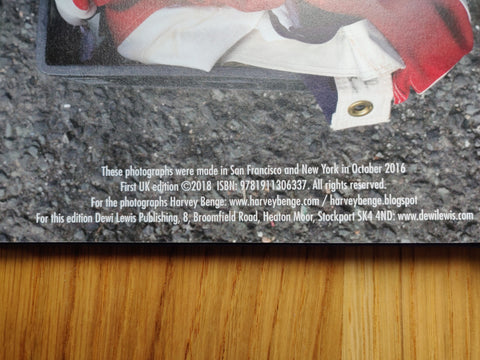 These photographs were made in San Francisco and New York in October 2016
First UK edition ©2018 ISBN: 9781911306337. All rights reserved.
For the photographs Harvey Benge: www.harveybenge.com / harveybenge.blogspot
For this edition Dewi Lewis Publishing, 8, Broomfield Road, Heaton Moor, Stockport SK4 4ND: www.dewilewis.com